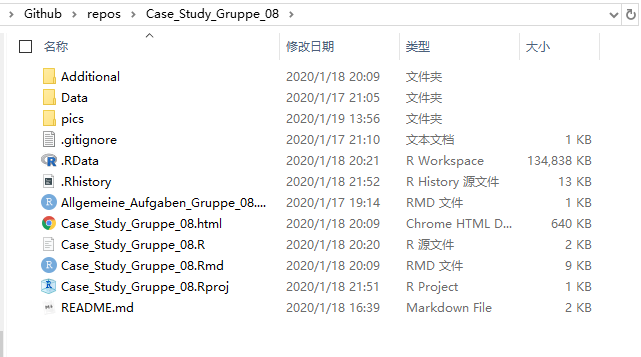 Github › repos › Case_Study_Gruppe_08 ›
名称 修改日期 类型 大小
Additional 2020/1/18 20:09 文件夹
Data 2020/1/17 21:05 文件夹
pics 2020/1/19 13:56 文件夹
.gitignore 2020/1/17 21:10 文本文档 1 KB
.RData 2020/1/18 20:21 R Workspace 134,838 KB
.Rhistory 2020/1/18 21:52 R History 源文件 13 KB
Allgemeine_Aufgaben_Gruppe_08.... 2020/1/17 19:14 RMD 文件 1 KB
Case_Study_Gruppe_08.html 2020/1/18 20:09 Chrome HTML D... 640 KB
Case_Study_Gruppe_08.R 2020/1/18 20:20 R 源文件 2 KB
Case_Study_Gruppe_08.Rmd 2020/1/18 20:09 RMD 文件 9 KB
Case_Study_Gruppe_08.Rproj 2020/1/18 21:51 R Project 1 KB
README.md 2020/1/18 16:39 Markdown File 2 KB